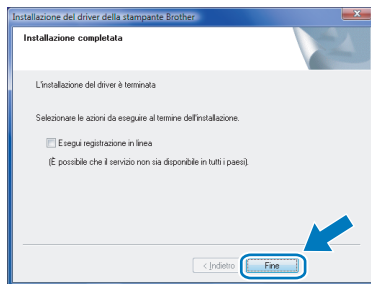 Installazione del driver della stampante Brother
Installazione completata
L'installazione del driver è terminata
Selezionare le azioni da eseguire al termine dell'installazione.
Esegui registrazione in linea
(È possibile che il servizio non sia disponibile in tutti i paesi).
< Indietro
Fine